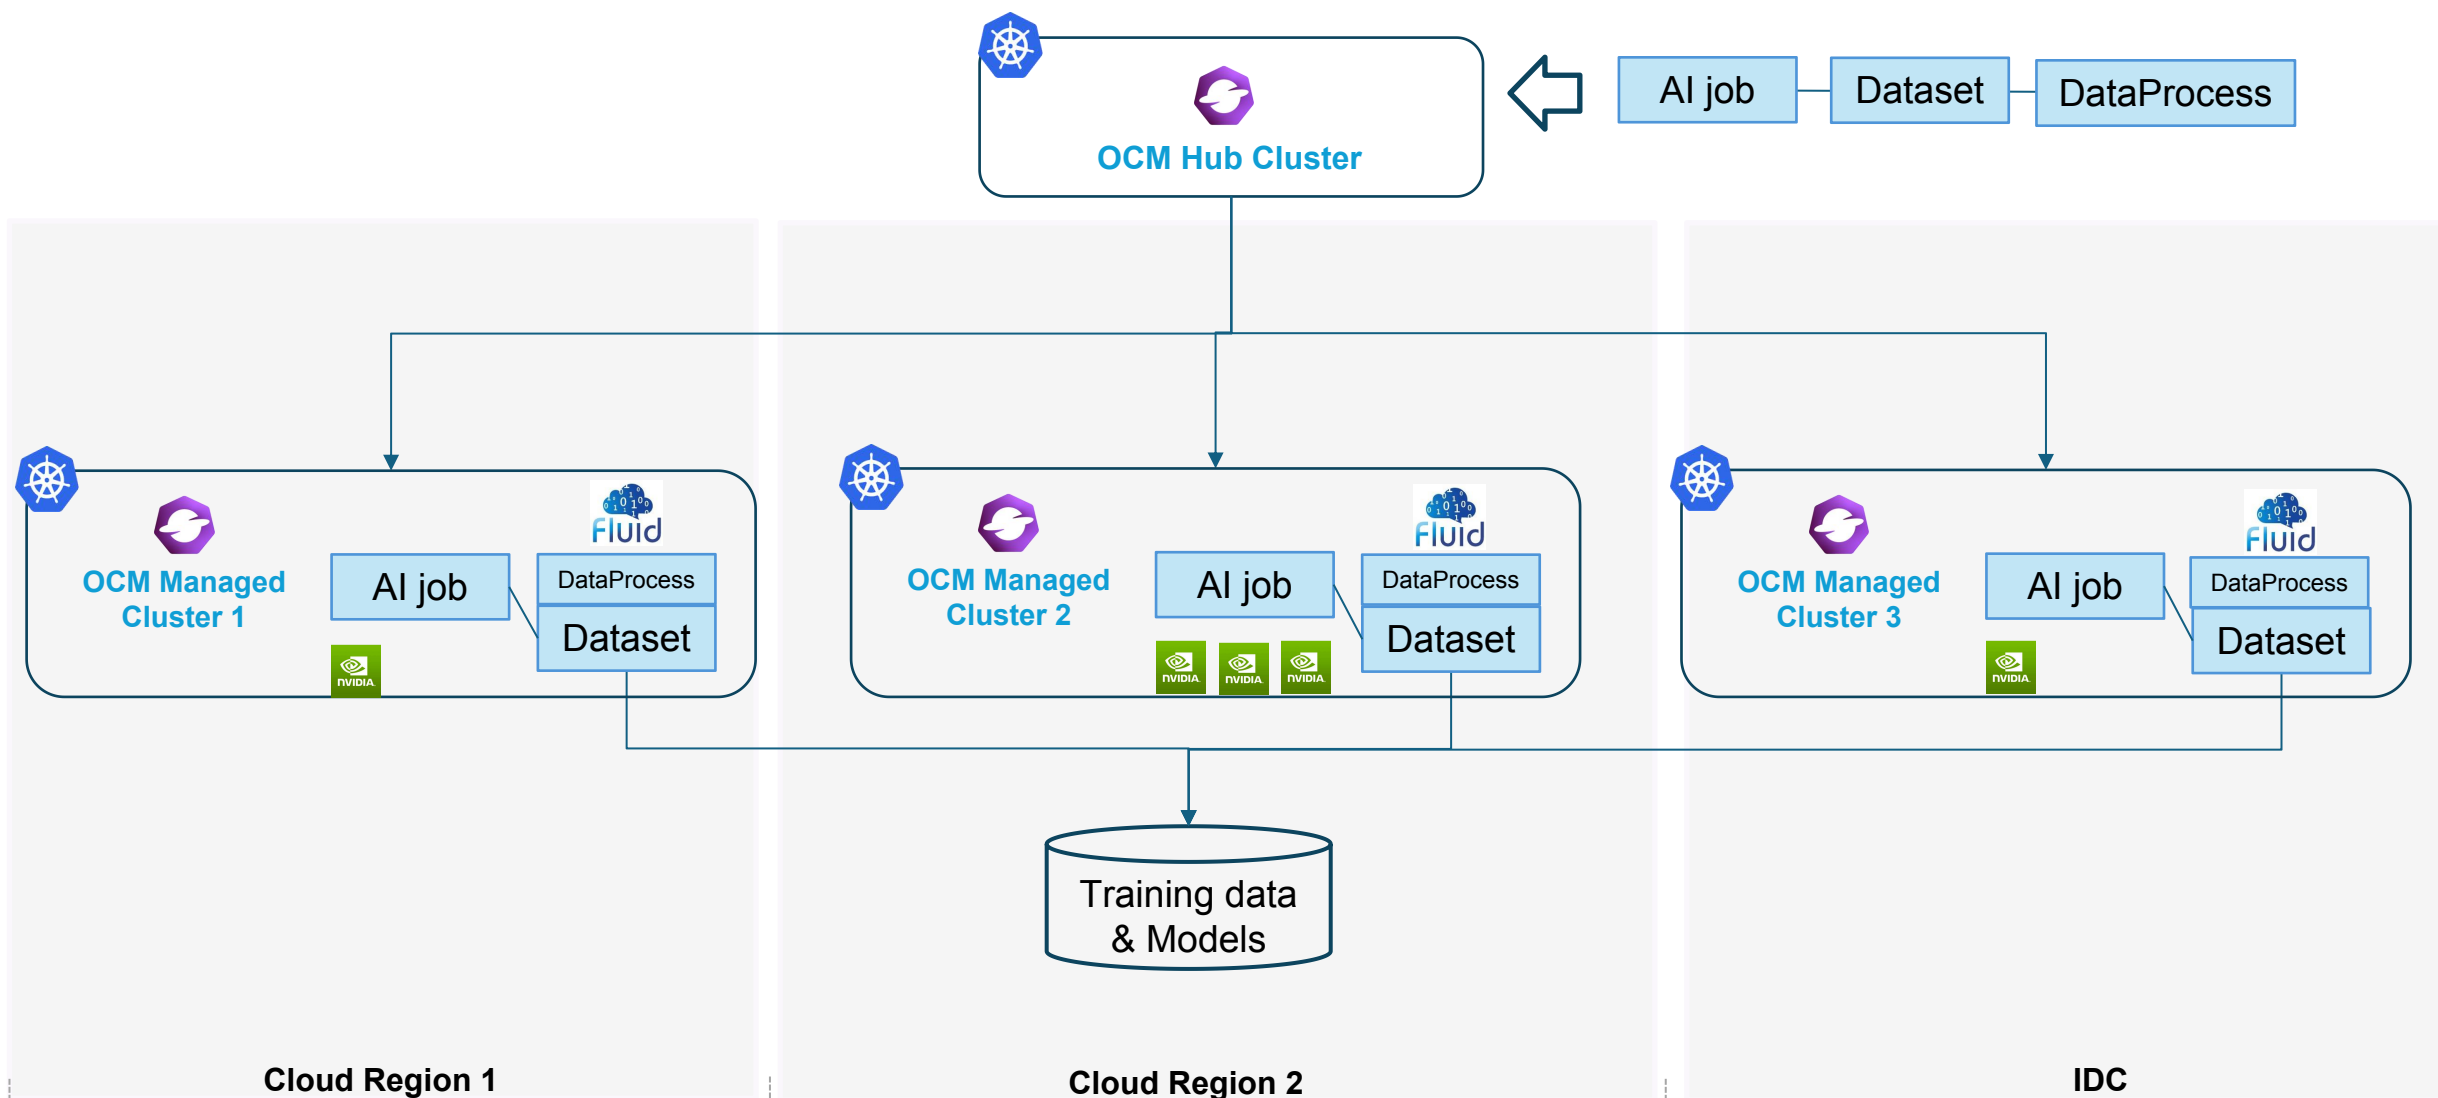 AI job
Dataset
DataProcess
OCM Hub Cluster
Fluid
OCM Managed
Cluster 1
AI job
DataProcess
Dataset
NVIDIA.
Fluid
OCM Managed
Cluster 2
AI job
DataProcess
Dataset
NVIDIA.
NVIDIA.
NVIDIA.
Fluid
OCM Managed
Cluster 3
AI job
DataProcess
Dataset
NVIDIA.
Training data
& Models
Cloud Region 1
Cloud Region 2
IDC